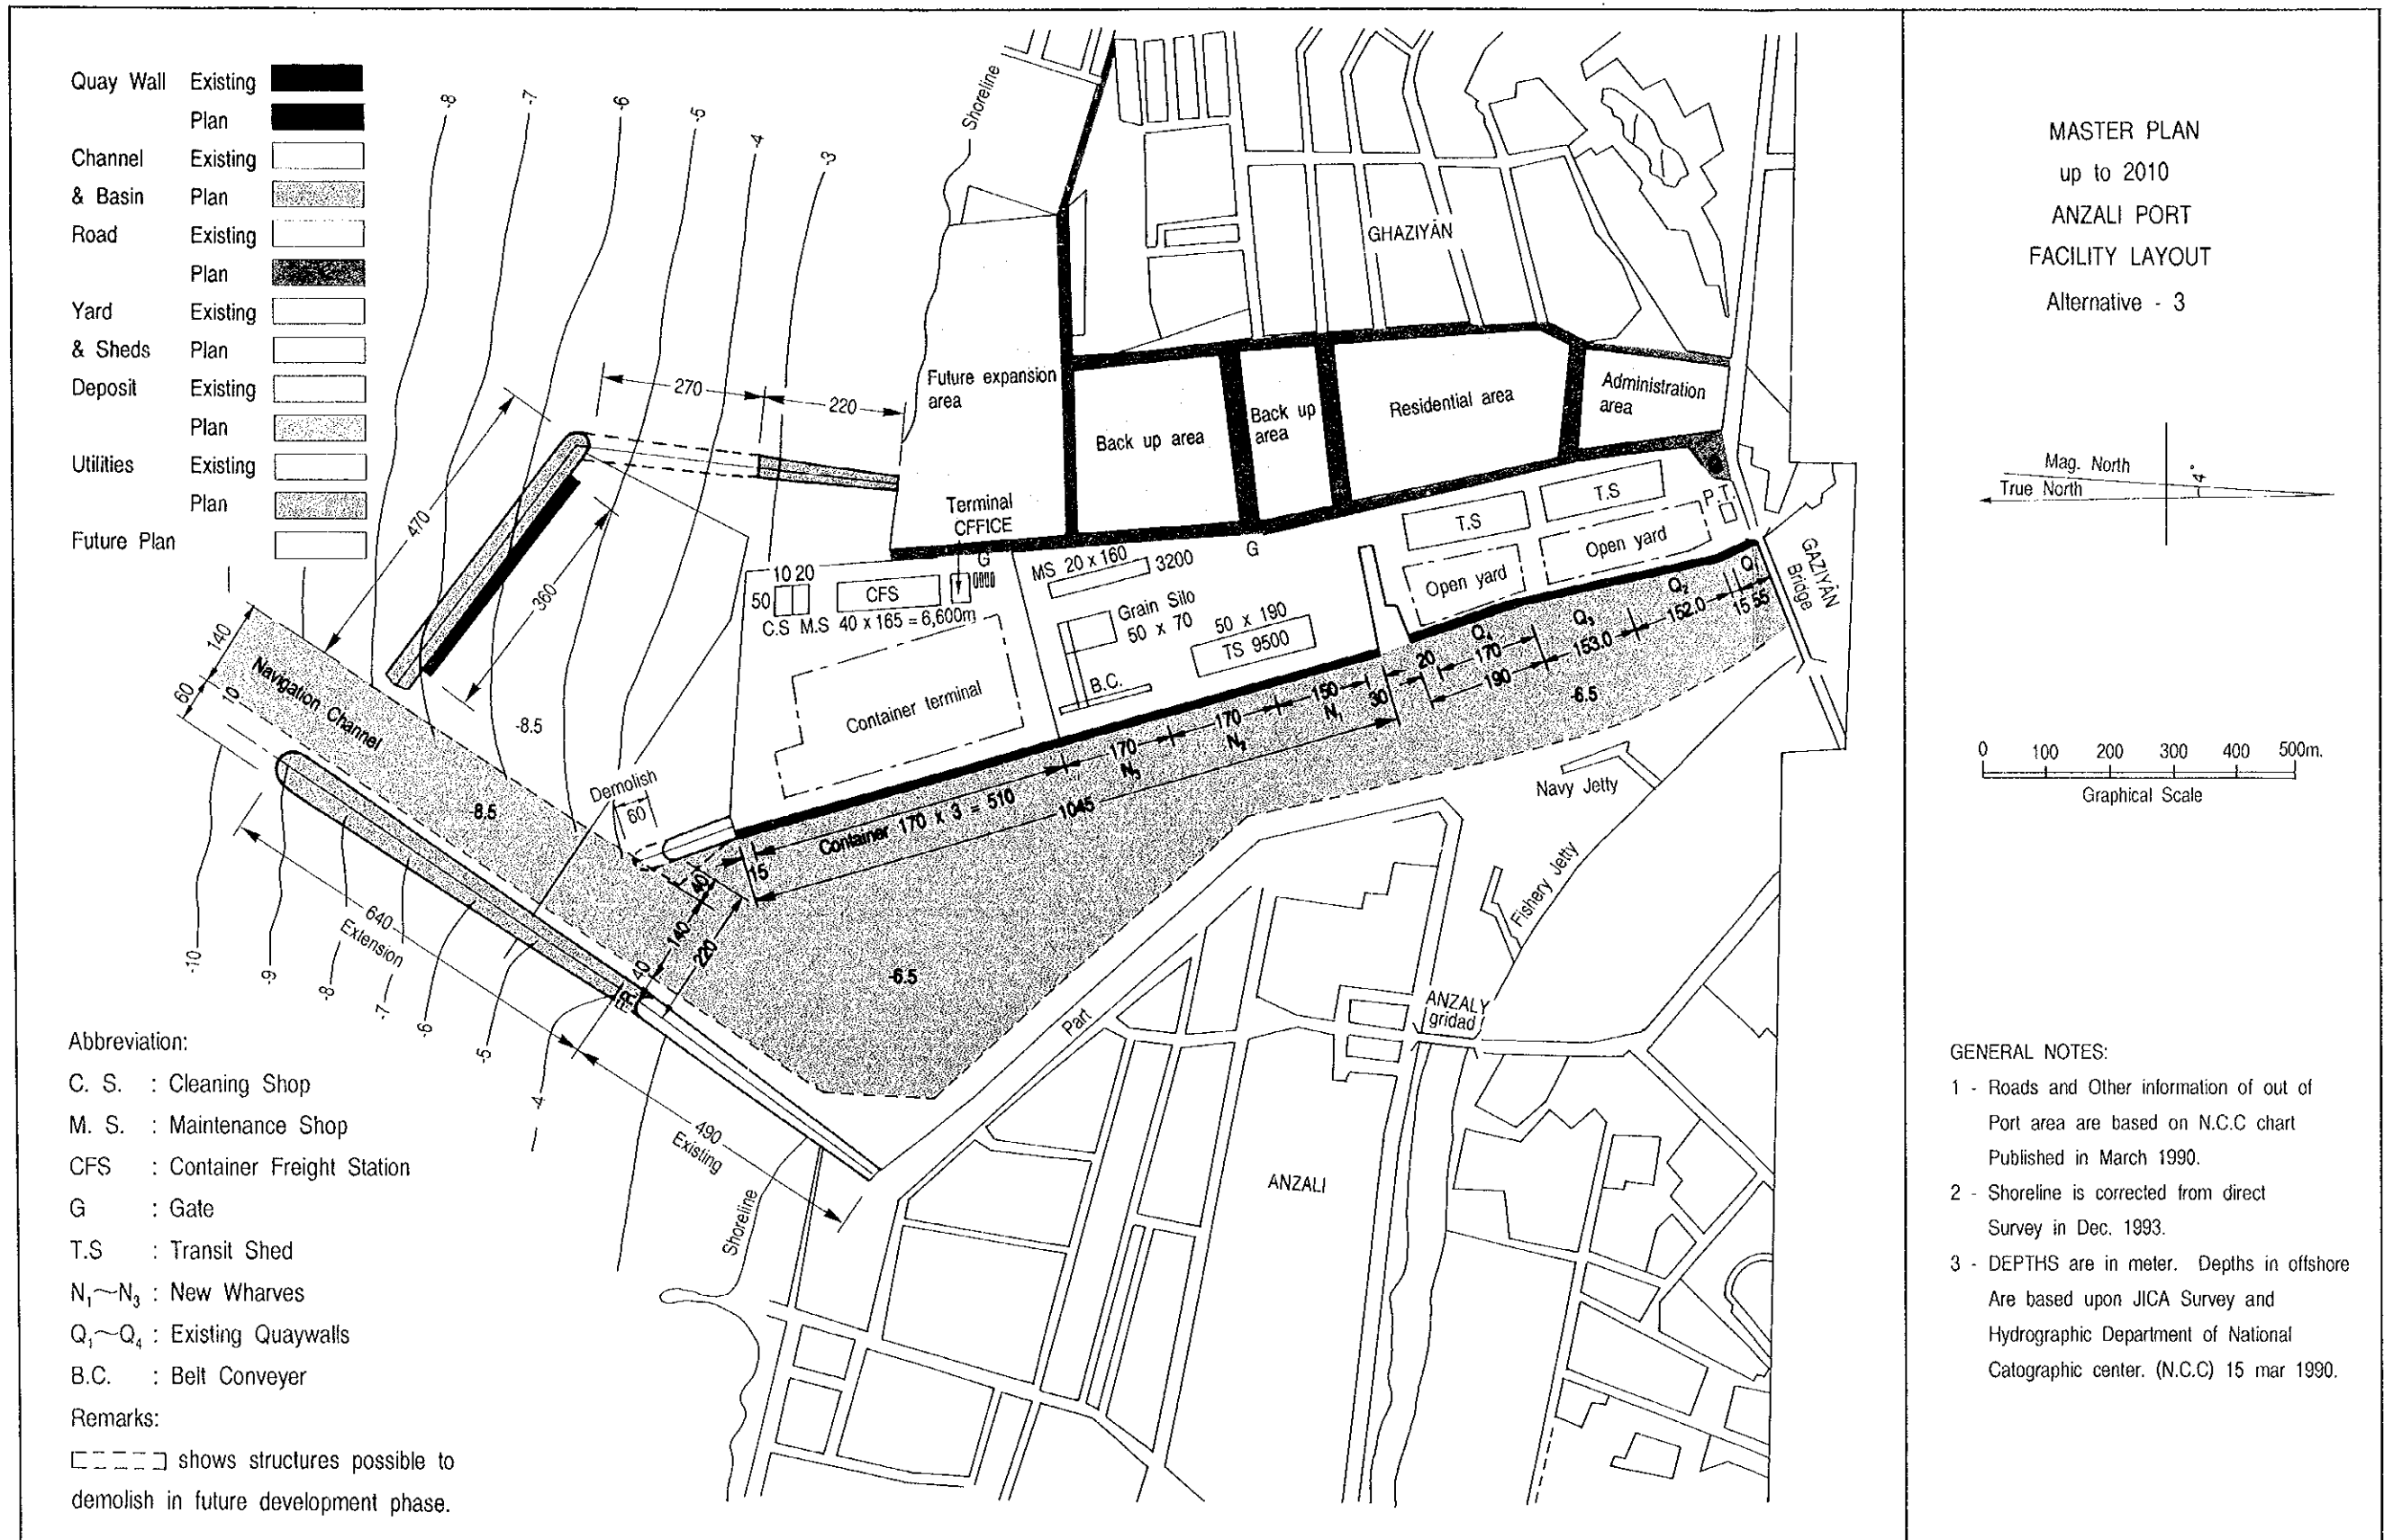 Quay Wall Existing
Plan
Channel Existing
& Basin Plan
Road Existing
Plan
Yard Existing
& Sheds Plan
Deposit Existing
Plan
Utilities Existing
Plan
Future Plan
-8
-7
-6
-5
-4
-3
Shoreline
GHAZIYĀN
270
220
470
360
Future expansion
area
Back up area
Back up
area
Residential area
Administration
area
Terminal
CFFICE
G
G
10 20
50
CFS
C.S M.S 40 x 165 = 6,600m
MS 20 x 160
3200
Grain Silo
50 x 70
50 x 190
TS 9500
B.C.
T.S
T.S
P.T.
Open yard
Open yard
GAZIYĀN
Bridge
Container terminal
Q₄
Q₃
Q₂
Q
20
170
153.0
152.0
15 55
190
30
150
N₁
170
N₂
170
N₃
-6.5
Container 170 x 3 = 510
1045
15
140
60
10
Navigation Channel
-8.5
-8.5
Demolish
60
40
140
220
40
-6.5
640
Extension
490
Existing
-10
-9
-8
-7
-6
-5
-4
Shoreline
Part
Navy Jetty
Fishery Jetty
ANZALY
gridad
ANZALI
Abbreviation:
C. S. : Cleaning Shop
M. S. : Maintenance Shop
CFS : Container Freight Station
G : Gate
T.S : Transit Shed
N₁~N₃ : New Wharves
Q₁~Q₄ : Existing Quaywalls
B.C. : Belt Conveyer
Remarks:
shows structures possible to
demolish in future development phase.
MASTER PLAN
up to 2010
ANZALI PORT
FACILITY LAYOUT
Alternative - 3
Mag. North
True North
4°
0 100 200 300 400 500m.
Graphical Scale
GENERAL NOTES:
1 - Roads and Other information of out of
Port area are based on N.C.C chart
Published in March 1990.
2 - Shoreline is corrected from direct
Survey in Dec. 1993.
3 - DEPTHS are in meter. Depths in offshore
Are based upon JICA Survey and
Hydrographic Department of National
Catographic center. (N.C.C) 15 mar 1990.